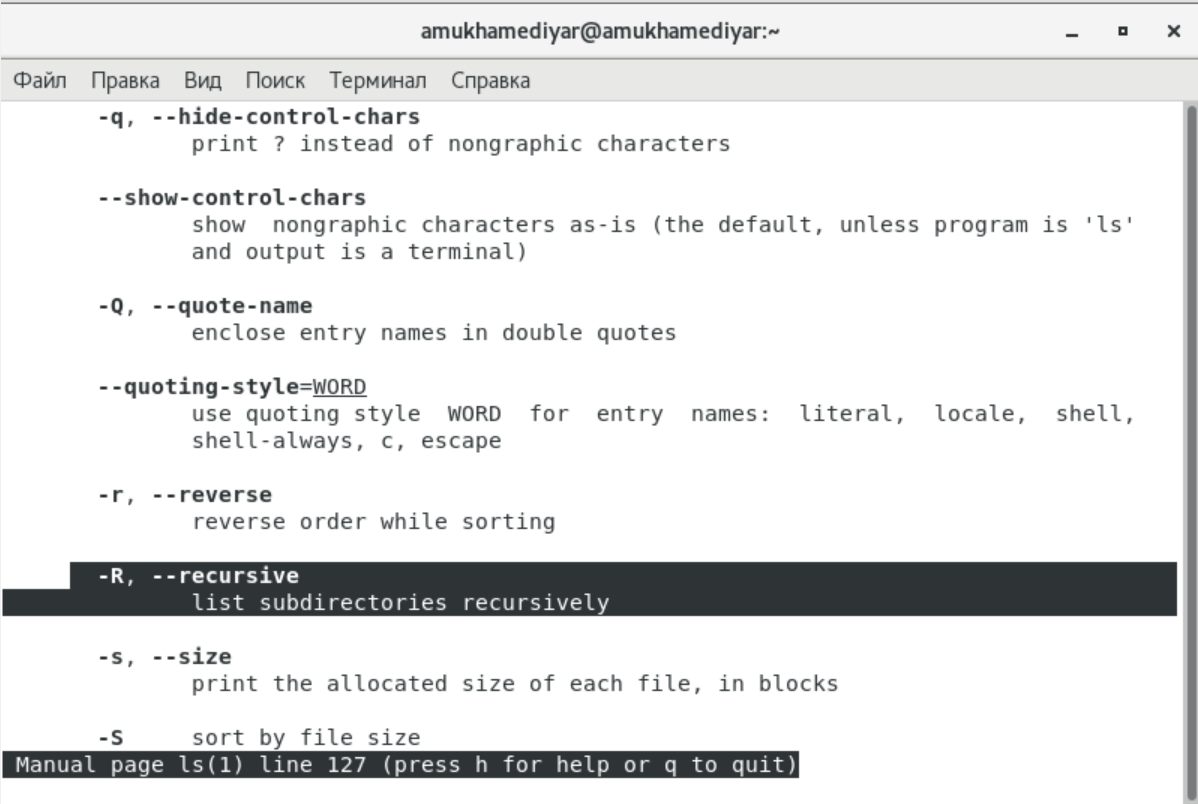 amukhamediyar@amukhamediyar:~
Файл Правка Вид Поиск Терминал Справка
-q, --hide-control-chars
print ? instead of nongraphic characters
--show-control-chars
show  nongraphic characters as-is (the default, unless program is 'ls'
and output is a terminal)
-Q, --quote-name
enclose entry names in double quotes
--quoting-style=WORD
use quoting style  WORD  for  entry  names:  literal,  locale,  shell,
shell-always, c, escape
-r, --reverse
reverse order while sorting
-R, --recursive
list subdirectories recursively
-s, --size
print the allocated size of each file, in blocks
-S     sort by file size
Manual page ls(1) line 127 (press h for help or q to quit)